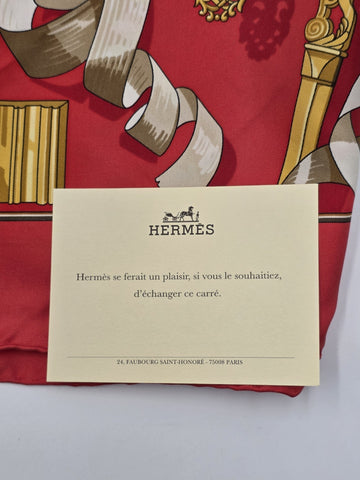 HERMÈS
Hermès se ferait un plaisir, si vous le souhaitiez,
d'échanger ce carré.
24, FAUBOURG SAINT-HONORÉ - 75008 PARIS